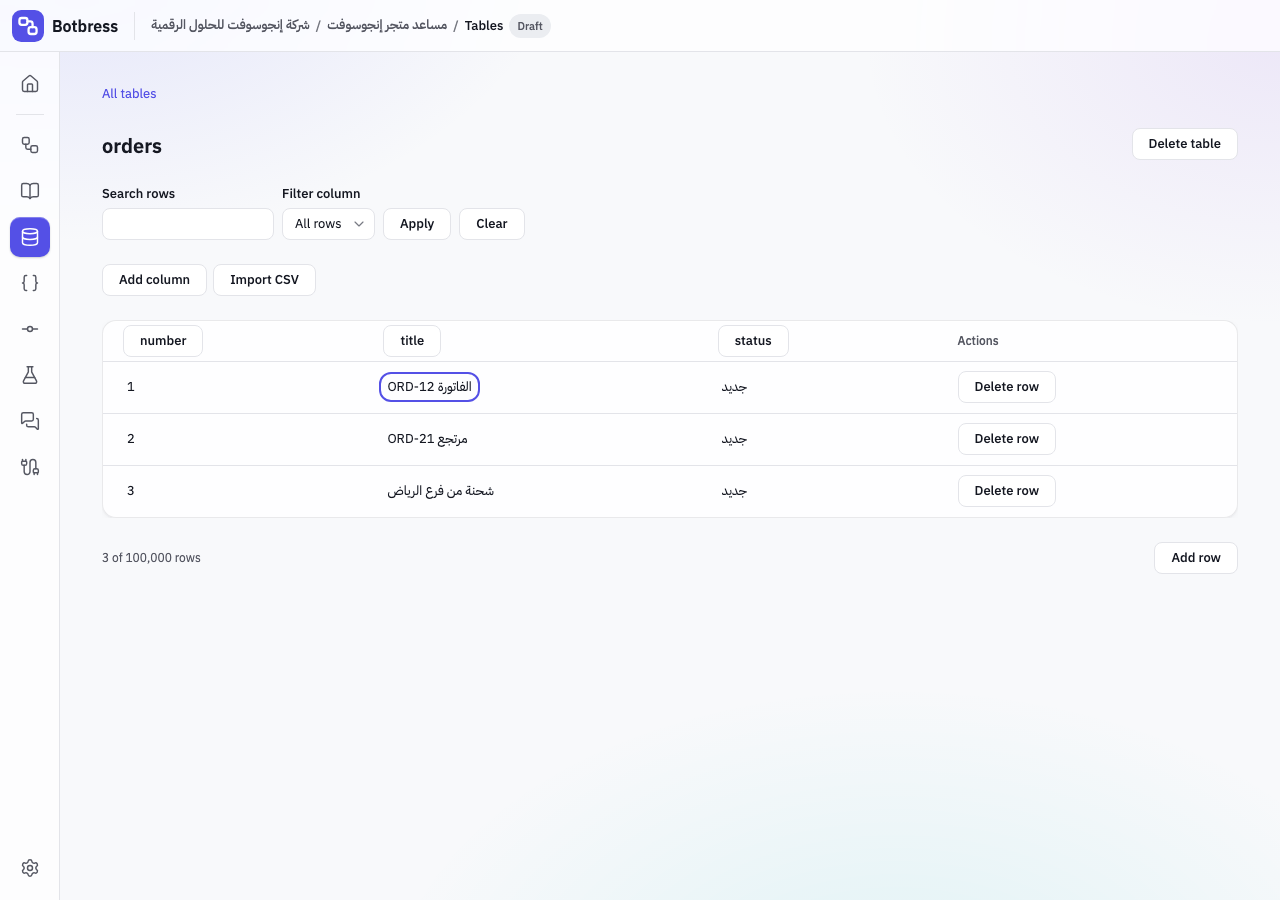 Botbress
شركة إنجوسوفت للحلول الرقمية / مساعد متجر إنجوسوفت / Tables Draft
All tables
orders
Delete table
Search rows Filter column
All rows Apply Clear
Add column Import CSV
number title status Actions
1 الفاتورة ORD-12 جديد Delete row
2 مرتجع ORD-21 جديد Delete row
3 شحنة من فرع الرياض جديد Delete row
3 of 100,000 rows Add row